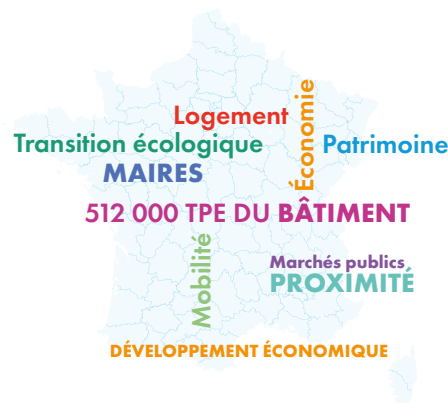 Logement
Économie
Transition écologique
Patrimoine
MAIRES
512 000 TPE DU BÂTIMENT
Mobilité
Marchés publics
PROXIMITÉ
DÉVELOPPEMENT ÉCONOMIQUE